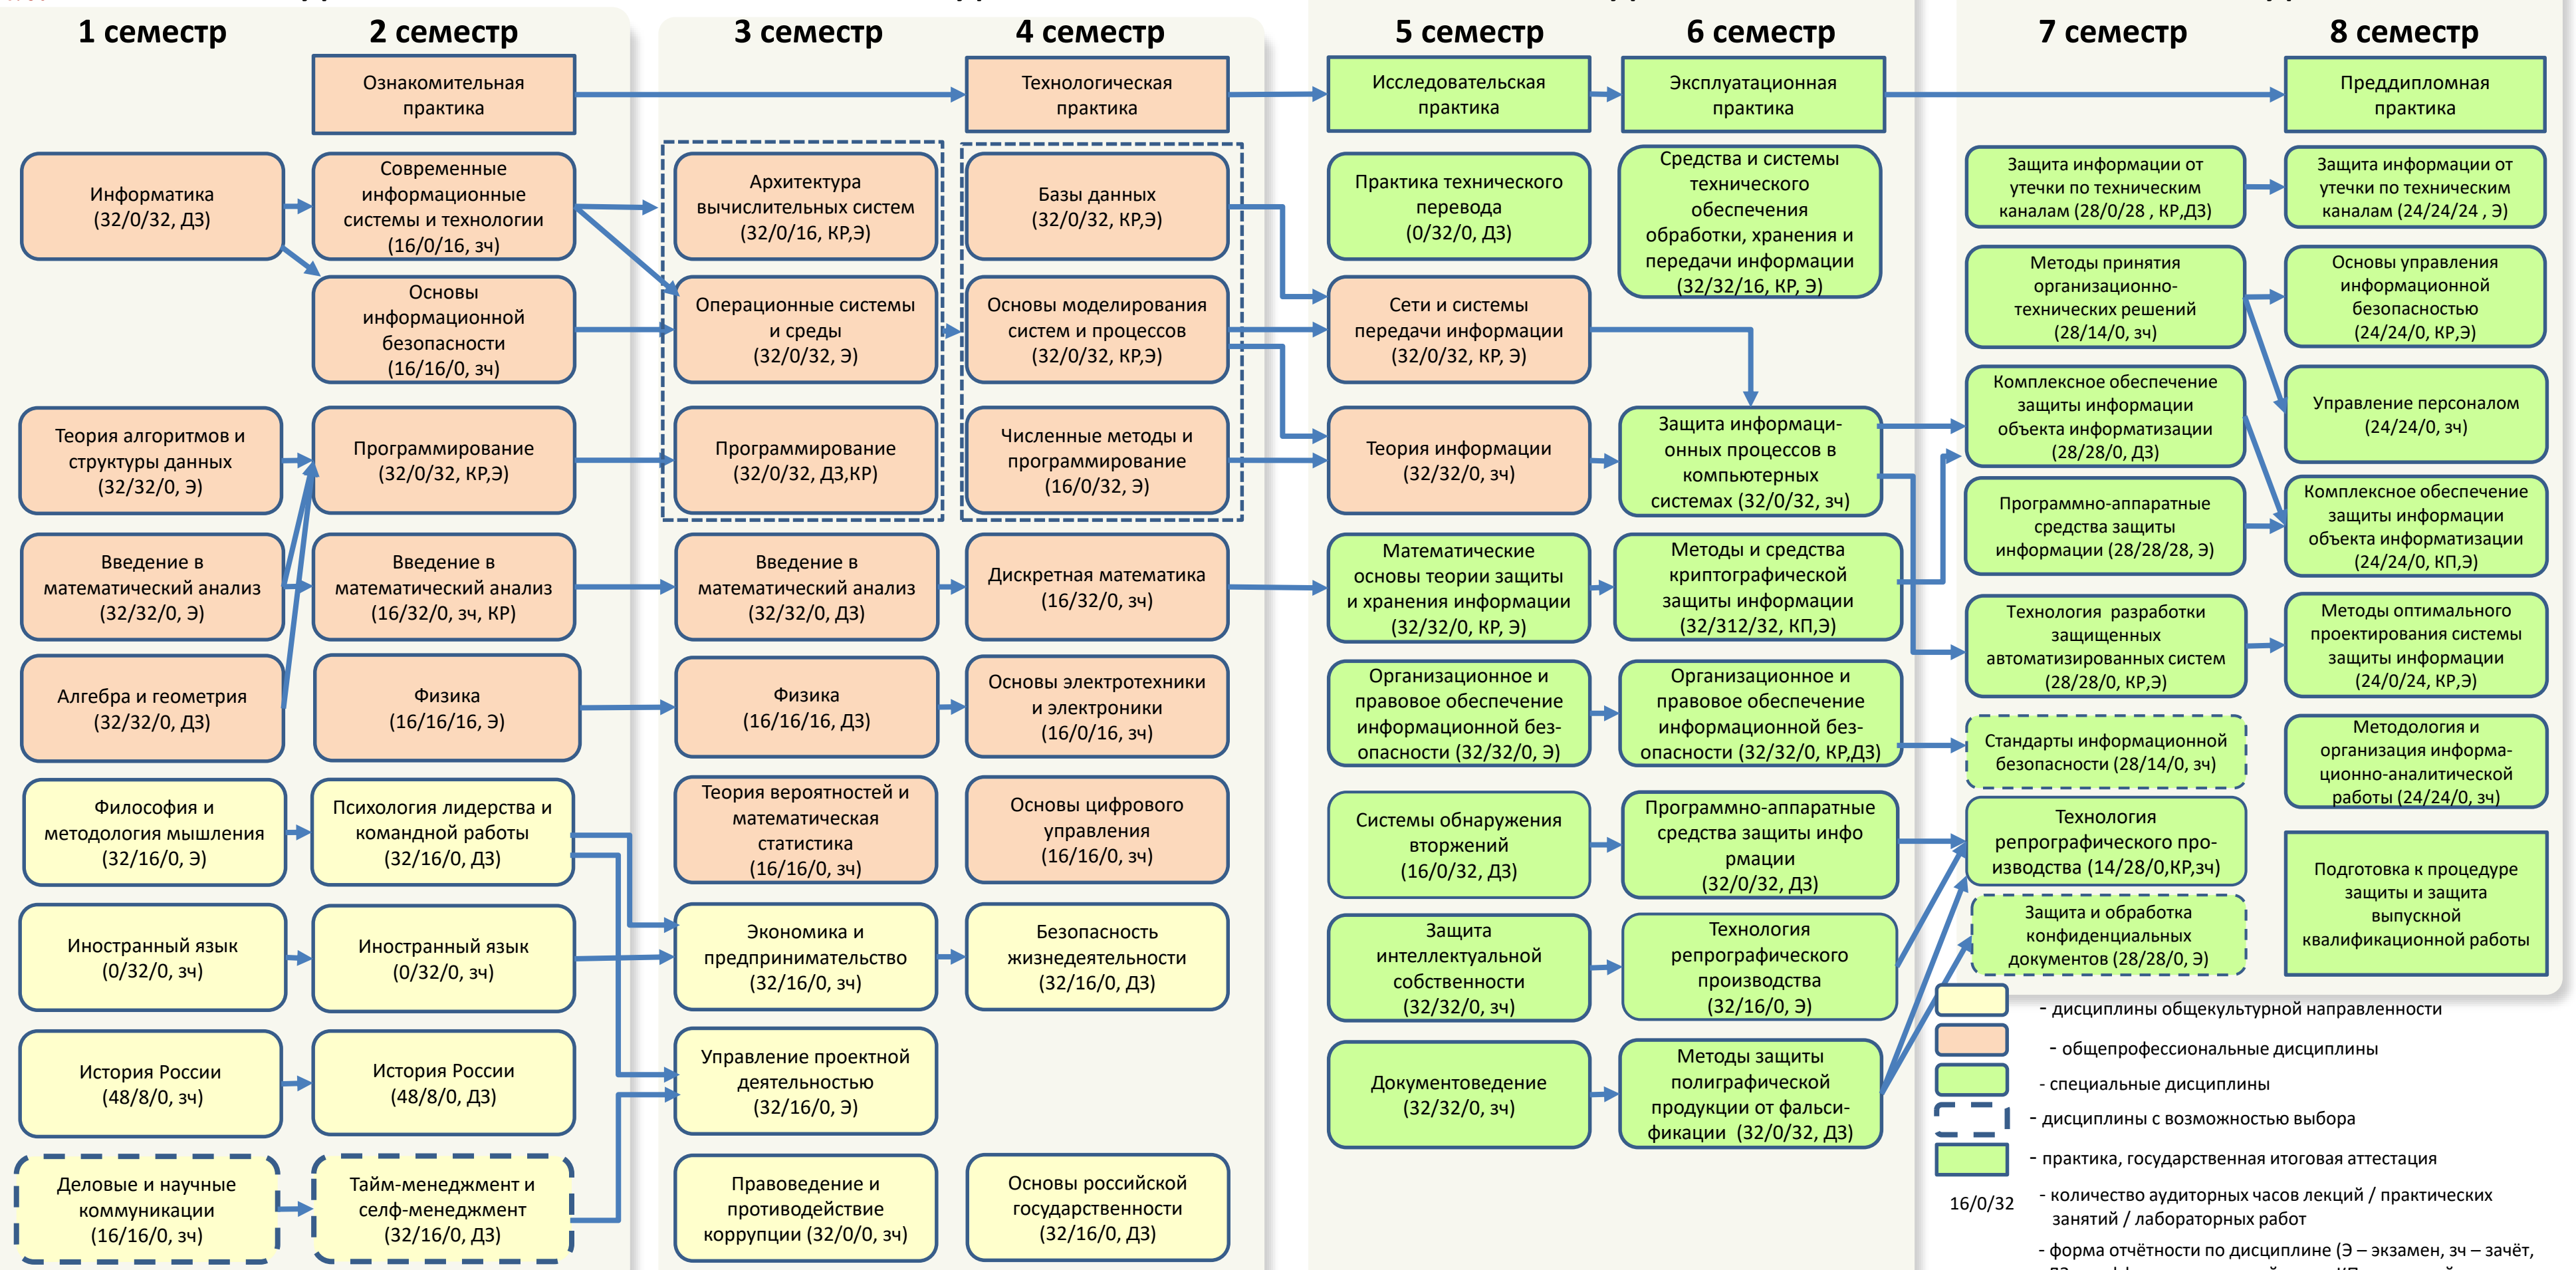 1 семестр
2 семестр
3 семестр
4 семестр
5 семестр
6 семестр
7 семестр
8 семестр
Ознакомительная
практика
Технологическая
практика
Исследовательская
практика
Эксплуатационная
практика
Преддипломная
практика
Информатика
(32/0/32, ДЗ)
Теория алгоритмов и
структуры данных
(32/32/0, Э)
Введение в
математический анализ
(32/32/0, Э)
Алгебра и геометрия
(32/32/0, ДЗ)
Философия и
методология мышления
(32/16/0, Э)
Иностранный язык
(0/32/0, зч)
История России
(48/8/0, зч)
Деловые и научные
коммуникации
(16/16/0, зч)
Современные
информационные
системы и технологии
(16/0/16, зч)
Основы
информационной
безопасности
(16/16/0, зч)
Программирование
(32/0/32, КР,Э)
Введение в
математический анализ
(16/32/0, зч, КР)
Физика
(16/16/16, Э)
Психология лидерства и
командной работы
(32/16/0, ДЗ)
Иностранный язык
(0/32/0, зч)
История России
(48/8/0, ДЗ)
Тайм-менеджмент и
селф-менеджмент
(32/16/0, ДЗ)
Архитектура
вычислительных систем
(32/0/16, КР,Э)
Операционные системы
и среды
(32/0/32, Э)
Программирование
(32/0/32, ДЗ,КР)
Введение в
математический анализ
(32/32/0, ДЗ)
Физика
(16/16/16, ДЗ)
Теория вероятностей и
математическая
статистика
(16/16/0, зч)
Экономика и
предпринимательство
(32/16/0, зч)
Управление проектной
деятельностью
(32/16/0, Э)
Правоведение и
противодействие
коррупции (32/0/0, зч)
Базы данных
(32/0/32, КР,Э)
Основы моделирования
систем и процессов
(32/0/32, КР,Э)
Численные методы и
программирование
(16/0/32, Э)
Дискретная математика
(16/32/0, зч)
Основы электротехники
и электроники
(16/0/16, зч)
Основы цифрового
управления
(16/16/0, зч)
Безопасность
жизнедеятельности
(32/16/0, ДЗ)
Основы российской
государственности
(32/16/0, ДЗ)
Практика технического
перевода
(0/32/0, ДЗ)
Сети и системы
передачи информации
(32/0/32, КР, Э)
Теория информации
(32/32/0, зч)
Математические
основы теории защиты
и хранения информации
(32/32/0, КР, Э)
Организационное и
правовое обеспечение
информационной без-
опасности (32/32/0, Э)
Системы обнаружения
вторжений
(16/0/32, ДЗ)
Защита
интеллектуальной
собственности
(32/32/0, зч)
Документоведение
(32/32/0, зч)
Средства и системы
технического
обеспечения
обработки, хранения и
передачи информации
(32/32/16, КР, Э)
Защита информаци-
онных процессов в
компьютерных
системах (32/0/32, зч)
Методы и средства
криптографической
защиты информации
(32/312/32, КП,Э)
Организационное и
правовое обеспечение
информационной без-
опасности (32/32/0, КР,ДЗ)
Программно-аппаратные
средства защиты инфо
рмации
(32/0/32, ДЗ)
Технология
репрографического
производства
(32/16/0, Э)
Методы защиты
полиграфической
продукции от фальси-
фикации (32/0/32, ДЗ)
Защита информации от
утечки по техническим
каналам (28/0/28 , КР,ДЗ)
Методы принятия
организационно-
технических решений
(28/14/0, зч)
Комплексное обеспечение
защиты информации
объекта информатизации
(28/28/0, ДЗ)
Программно-аппаратные
средства защиты
информации (28/28/28, Э)
Технология разработки
защищенных
автоматизированных систем
(28/28/0, КР,Э)
Стандарты информационной
безопасности (28/14/0, зч)
Технология
репрографического про-
изводства (14/28/0,КР,зч)
Защита и обработка
конфиденциальных
документов (28/28/0, Э)
Защита информации от
утечки по техническим
каналам (24/24/24 , Э)
Основы управления
информационной
безопасностью
(24/24/0, КР,Э)
Управление персоналом
(24/24/0, зч)
Комплексное обеспечение
защиты информации
объекта информатизации
(24/24/0, КП,Э)
Методы оптимального
проектирования системы
защиты информации
(24/0/24, КР,Э)
Методология и
организация информа-
ционно-аналитической
работы (24/24/0, зч)
Подготовка к процедуре
защиты и защита
выпускной
квалификационной работы
- дисциплины общекультурной направленности
- общепрофессиональные дисциплины
- специальные дисциплины
- дисциплины с возможностью выбора
- практика, государственная итоговая аттестация
16/0/32 - количество аудиторных часов лекций / практических
занятий / лабораторных работ
- форма отчётности по дисциплине (Э – экзамен, зч – зачёт,